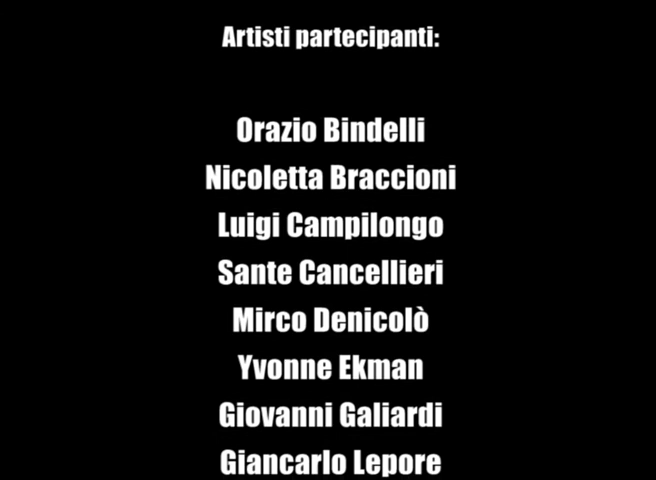 Artisti partecipanti:
Orazio Bindelli
Nicoletta Braccioni
Luigi Campilongo
Sante Cancellieri
Mirco Denicolò
Yvonne Ekman
Giovanni Galiardi
Giancarlo Lepore